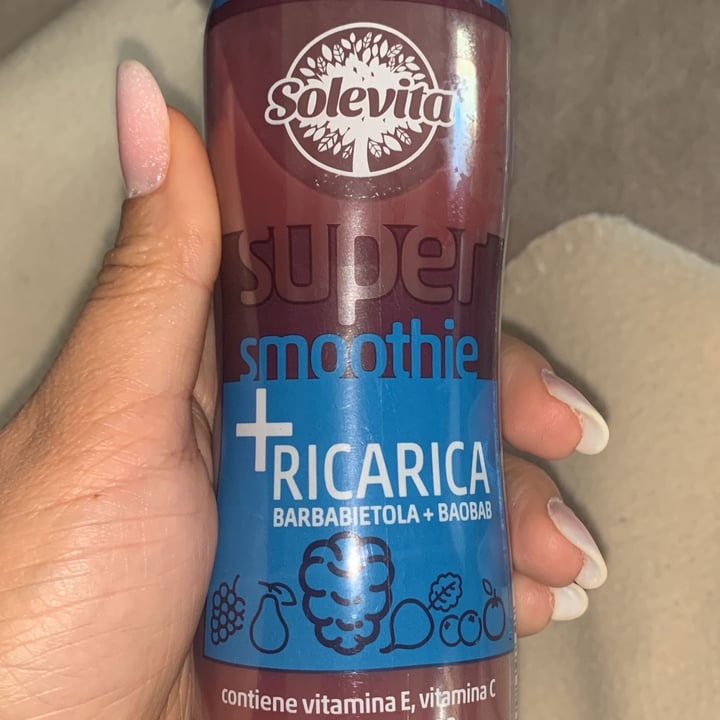 Solevita
super
smoothie
+RICARICA
BARBABIETOLA + BAOBAB
contiene vitamina E, vitamina C